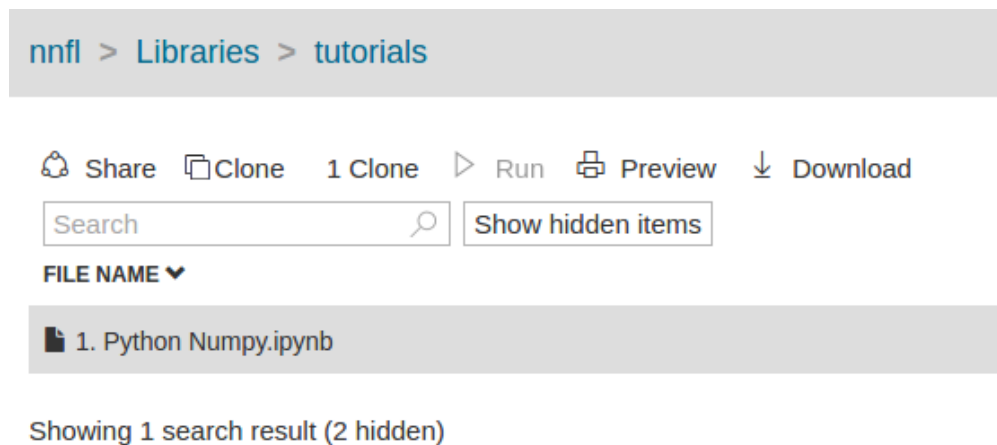 nnfl > Libraries > tutorials
Share Clone 1 Clone Run Preview Download
Search Show hidden items
FILE NAME
1. Python Numpy.ipynb
Showing 1 search result (2 hidden)